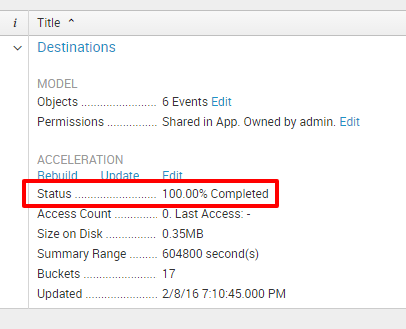 i Title ^
Destinations
MODEL
Objects ...................... 6 Events Edit
Permissions ............... Shared in App. Owned by admin. Edit
ACCELERATION
Rebuild Update Edit
Status ........................ 100.00% Completed
Access Count ............. 0. Last Access: -
Size on Disk ................ 0.35MB
Summary Range ........ 604800 second(s)
Buckets ...................... 17
Updated ..................... 2/8/16 7:10:45.000 PM